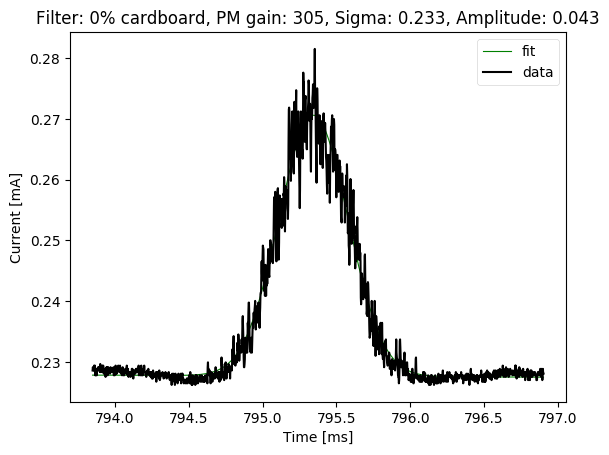 Filter: 0% cardboard, PM gain: 305, Sigma: 0.233, Amplitude: 0.043
fit
data
0.28
0.27
0.26
0.25
0.24
0.23
Current [mA]
794.0 794.5 795.0 795.5 796.0 796.5 797.0
Time [ms]